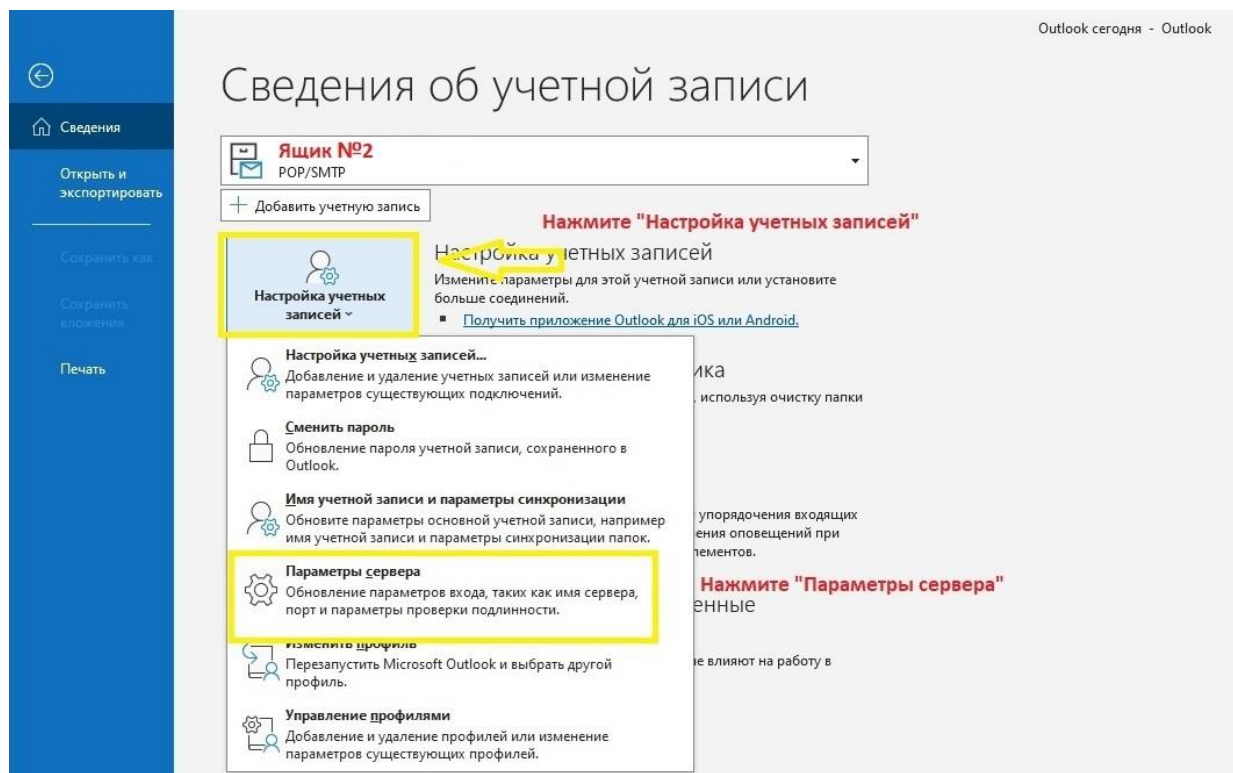 Outlook сегодня - Outlook
Сведения об учетной записи
Сведения
Открыть и
экспортировать
Сохранить как
Сохранить
вложения
Печать
Ящик №2
POP/SMTP
Добавить учетную запись
Нажмите "Настройка учетных записей"
Настройка учетных
записей
Настройка учетных записей
Измените параметры для этой учетной записи или установите
больше соединений.
Получить приложение Outlook для iOS или Android.
Настройка учетных записей...
Добавление и удаление учетных записей или изменение
параметров существующих подключений.
ика
используя очистку папки
Сменить пароль
Обновление пароля учетной записи, сохраненного в
Outlook.
Имя учетной записи и параметры синхронизации
Обновите параметры основной учетной записи, например
имя учетной записи и параметры синхронизации папок.
упорядочения входящих
ения оповещений при
лементов.
Параметры сервера
Обновление параметров входа, таких как имя сервера,
порт и параметры проверки подлинности.
Нажмите "Параметры сервера"
енные
Изменить профиль
Перезапустить Microsoft Outlook и выбрать другой
профиль.
не влияют на работу в
Управление профилями
Добавление и удаление профилей или изменение
параметров существующих профилей.